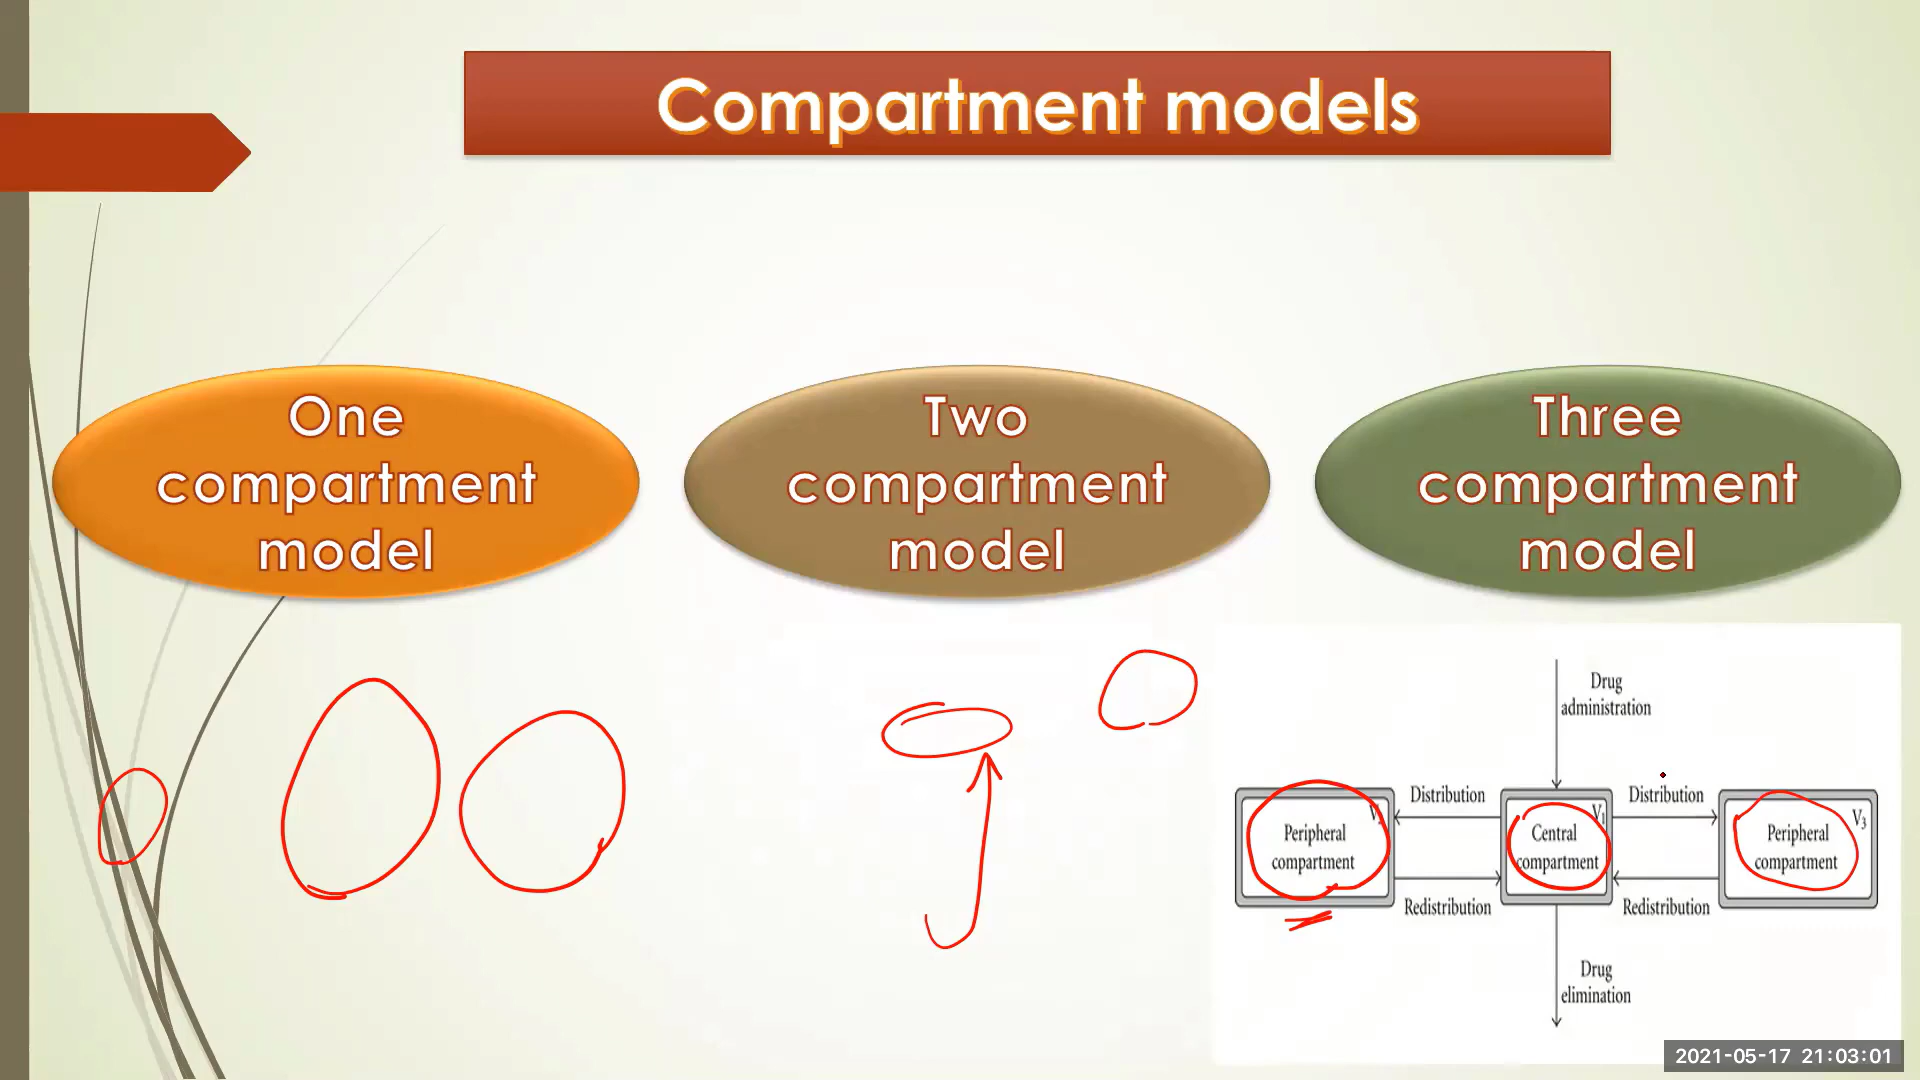 Compartment models
One
compartment
model
Two
compartment
model
Three
compartment
model
Drug
administration
Distribution
Distribution
Peripheral
compartment
V
Central
compartment
V1
Peripheral
compartment
V3
Redistribution
Redistribution
Drug
elimination
2021-05-17 21:03:01